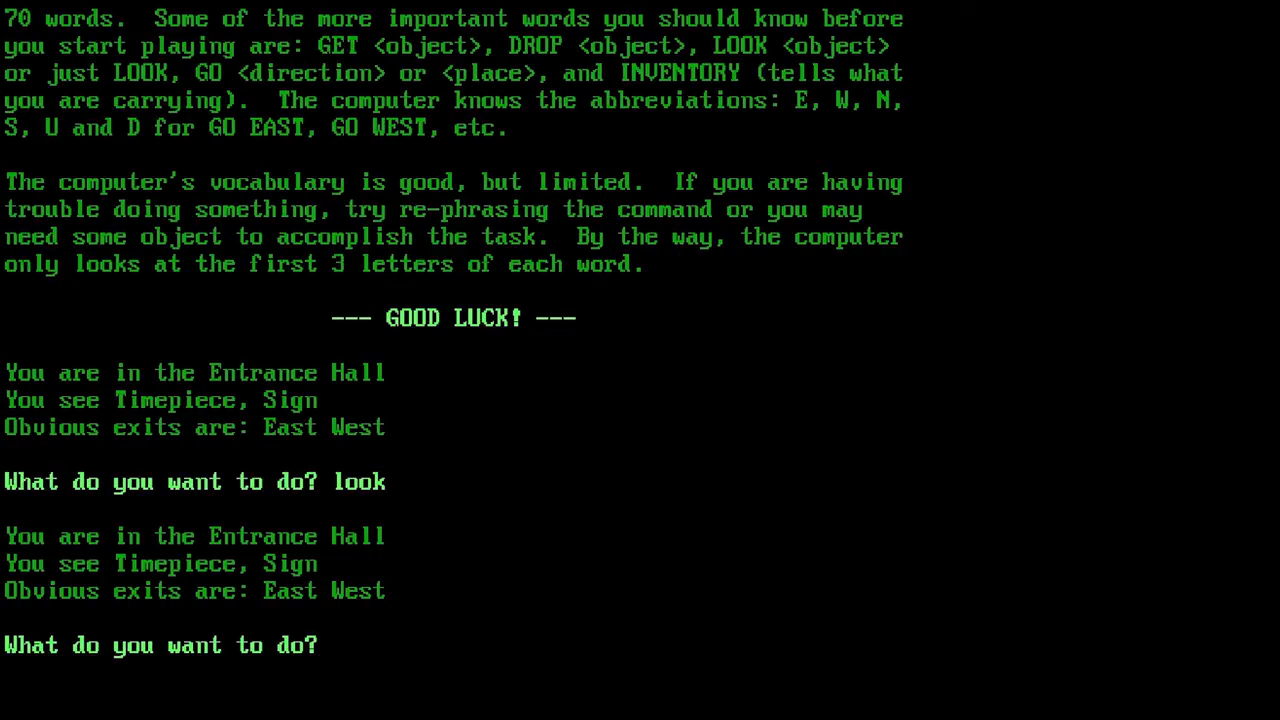 70 words.  Some of the more important words you should know before
you start playing are: GET <object>, DROP <object>, LOOK <object>
or just LOOK, GO <direction> or <place>, and INVENTORY (tells what
you are carrying).  The computer knows the abbreviations: E, W, N,
S, U and D for GO EAST, GO WEST, etc.
The computer's vocabulary is good, but limited.  If you are having
trouble doing something, try re-phrasing the command or you may
need some object to accomplish the task.  By the way, the computer
only looks at the first 3 letters of each word.
--- GOOD LUCK! ---
You are in the Entrance Hall
You see Timepiece, Sign
Obvious exits are: East West
What do you want to do? look
You are in the Entrance Hall
You see Timepiece, Sign
Obvious exits are: East West
What do you want to do?